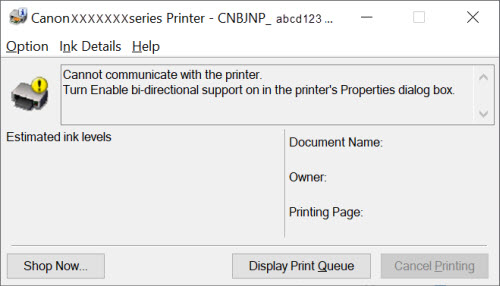 CanonXXXXXXXseries Printer - CNBJNP_ abcd123 ...
Option Ink Details Help
Cannot communicate with the printer.
Turn Enable bi-directional support on in the printer's Properties dialog box.
Estimated ink levels
Document Name:
Owner:
Printing Page:
Shop Now... Display Print Queue Cancel Printing